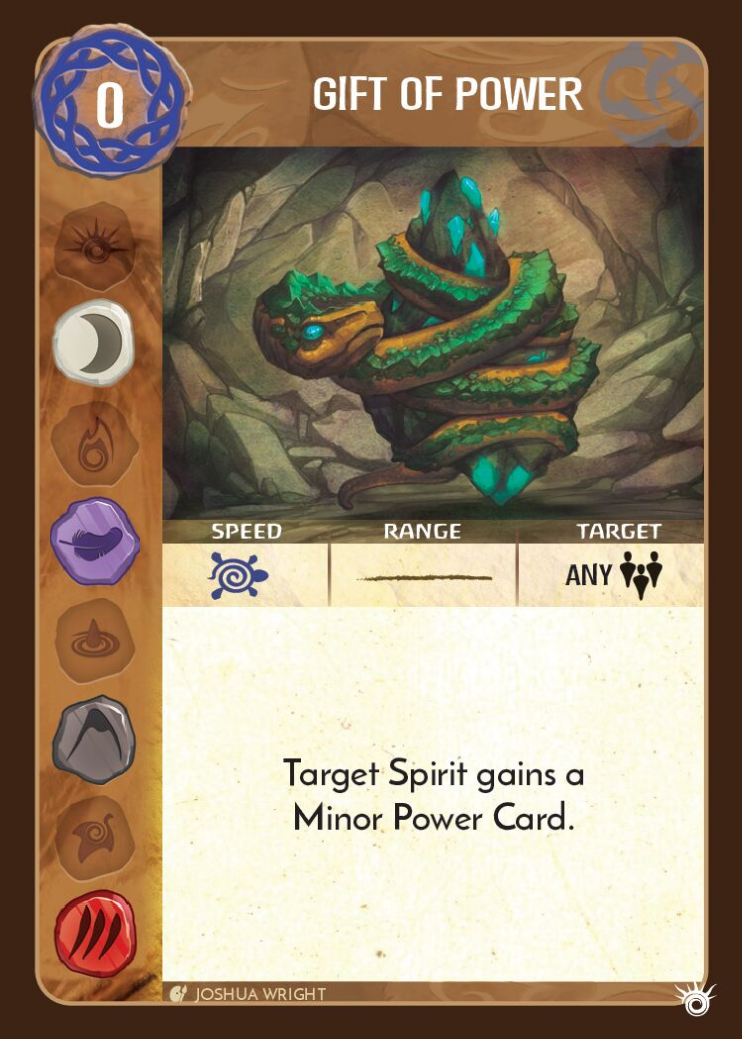 0
GIFT OF POWER
SPEED RANGE TARGET
ANY
Target Spirit gains a
Minor Power Card.
JOSHUA WRIGHT